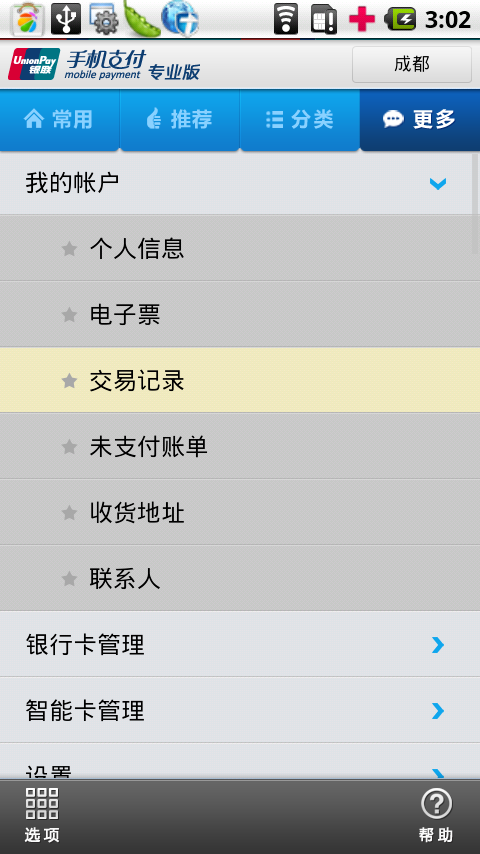 3:02
UnionPay
银联
手机支付
mobile payment 专业版
成都
常用
推荐
分类
更多
我的帐户
个人信息
电子票
交易记录
未支付账单
收货地址
联系人
银行卡管理
智能卡管理
设置
选项
帮助